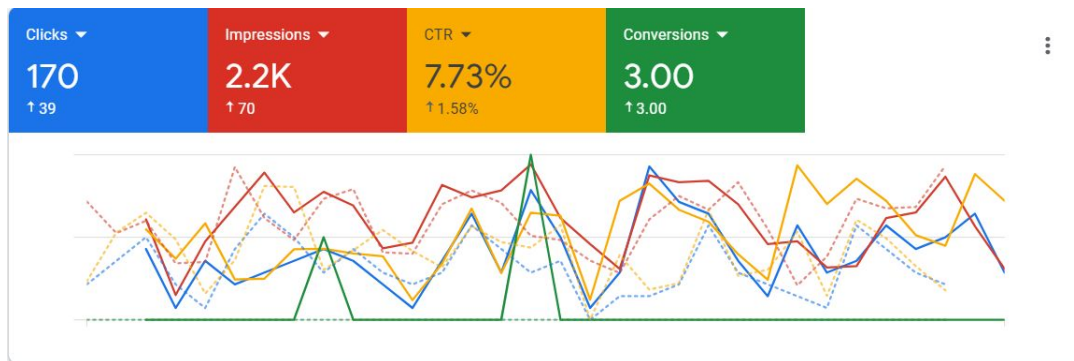 Clicks
170
↑ 39
Impressions
2.2K
↑ 70
CTR
7.73%
↑ 1.58%
Conversions
3.00
↑ 3.00